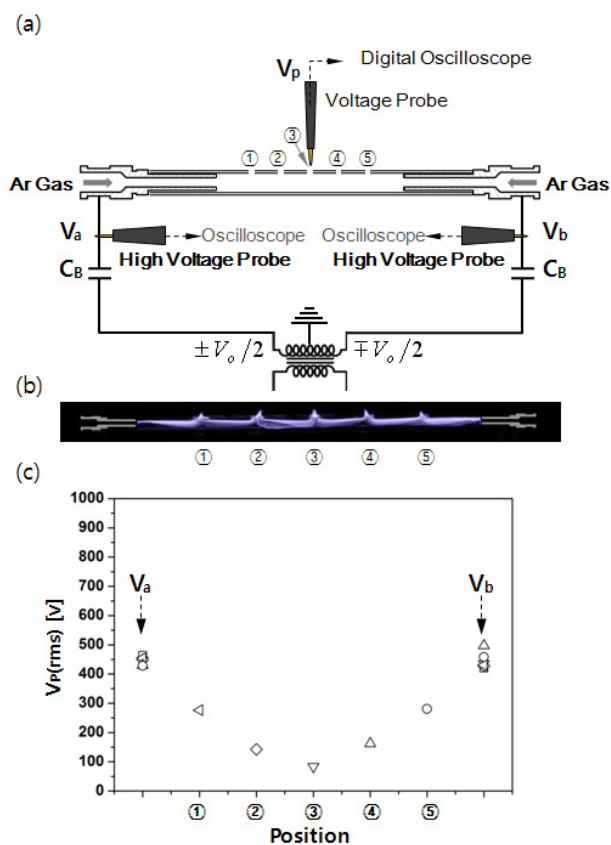 (a)
Vp
Digital Oscilloscope
Voltage Probe
③
① ② ④ ⑤
Ar Gas Ar Gas
Va Oscilloscope Oscilloscope Vb
High Voltage Probe High Voltage Probe
CB CB
±Vo/2 ∓Vo/2
(b)
① ② ③ ④ ⑤
(c)
1000
900
Va Vb
800
700
600
500
400
300
200
100
0
VP(rms) [v]
① ② ③ ④ ⑤
Position